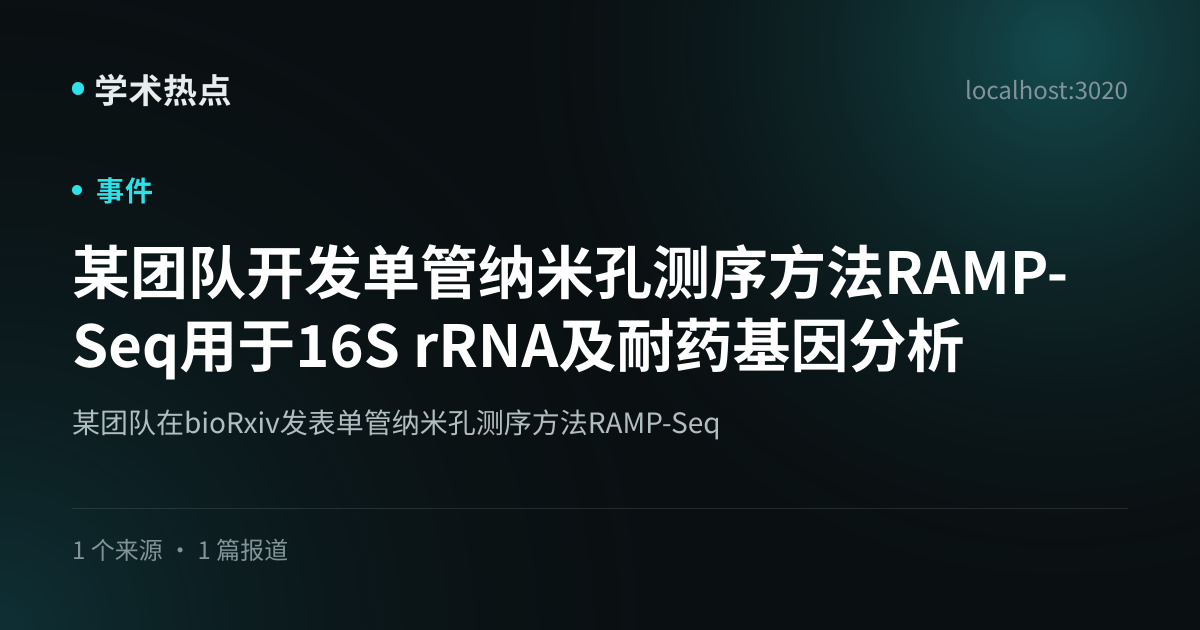 学术热点
localhost:3020
事件
某团队开发单管纳米孔测序方法RAMP-
Seq用于16S rRNA及耐药基因分析
某团队在bioRxiv发表单管纳米孔测序方法RAMP-Seq
1 个来源 · 1 篇报道